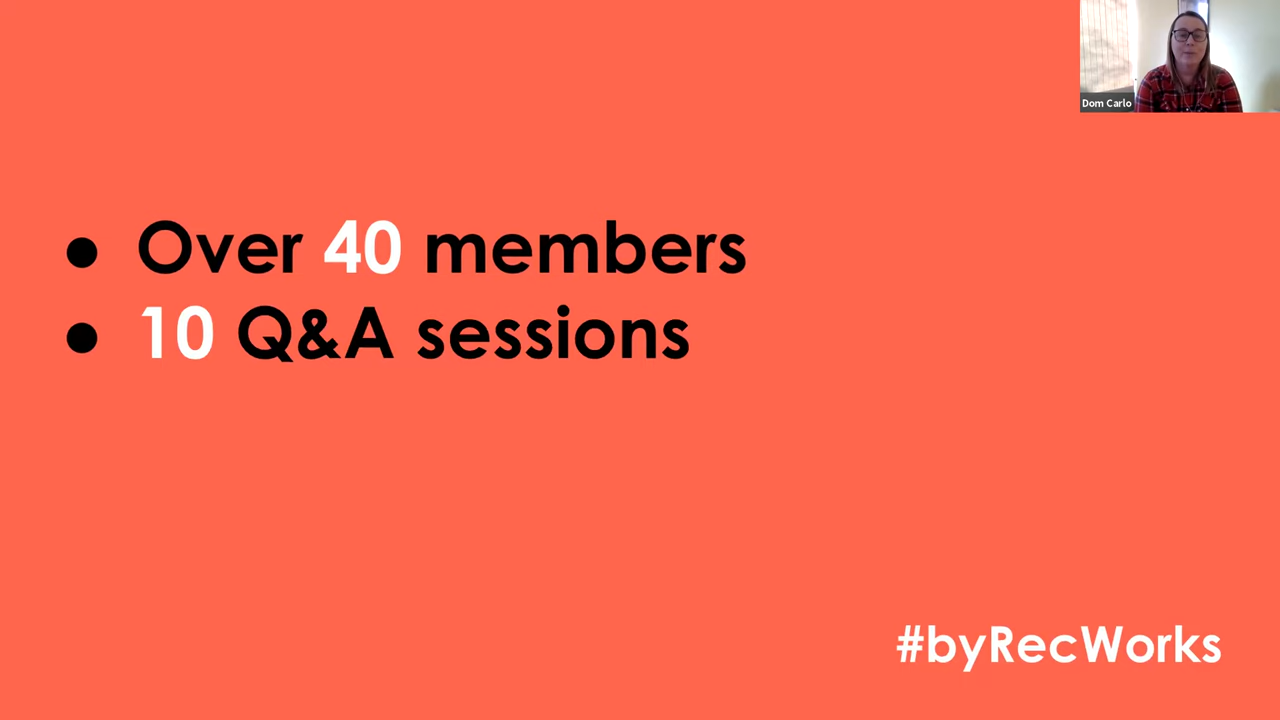 Dom Carlo
● Over 40 members
● 10 Q&A sessions
#byRecWorks